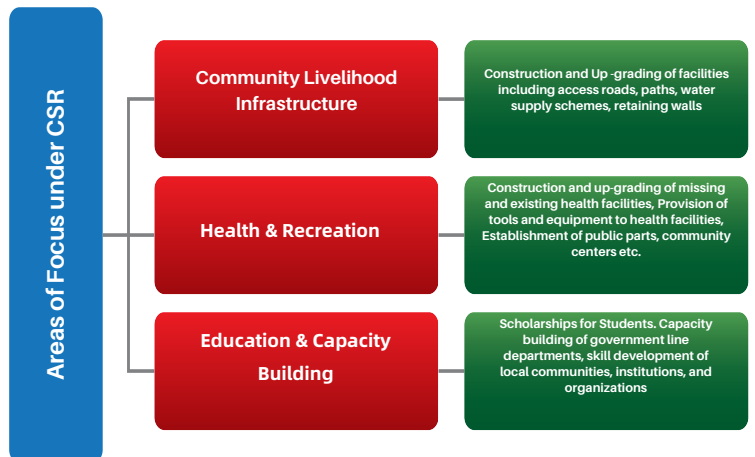 Areas of Focus under CSR
Community Livelihood
Infrastructure
Construction and Up -grading of facilities
including access roads, paths, water
supply schemes, retaining walls
Health & Recreation
Construction and up-grading of missing
and existing health facilities, Provision of
tools and equipment to health facilities,
Establishment of public parts, community
centers etc.
Education & Capacity
Building
Scholarships for Students. Capacity
building of government line
departments, skill development of
local communities, institutions, and
organizations